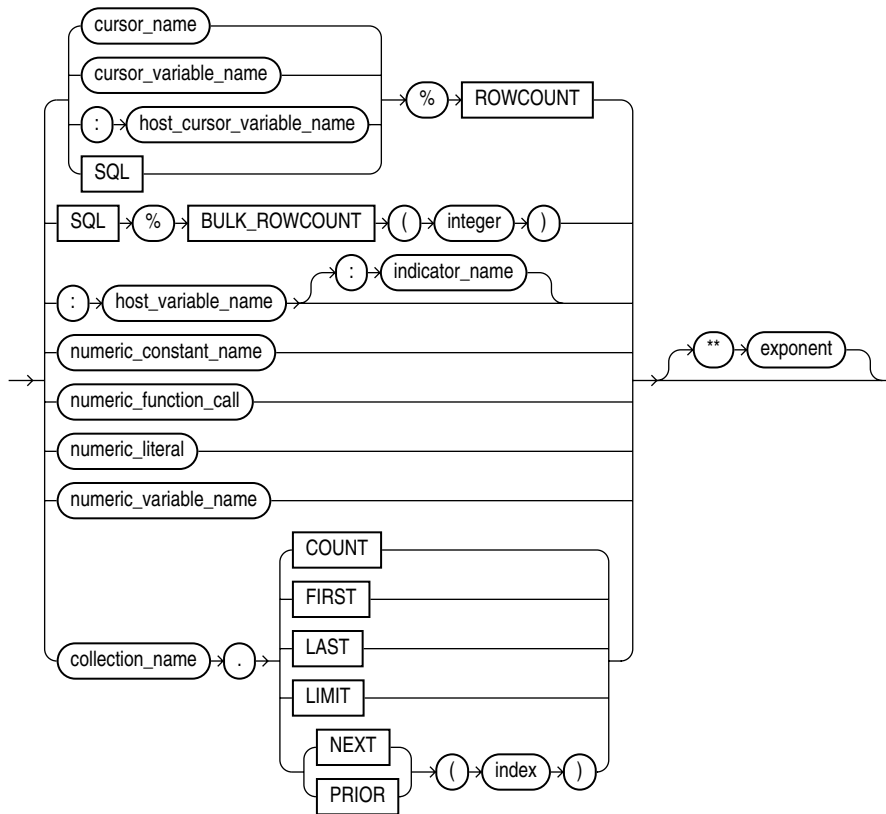 cursor_name
cursor_variable_name
% ROWCOUNT
: host_cursor_variable_name
SQL
SQL % BULK_ROWCOUNT ( integer )
: indicator_name
: host_variable_name
numeric_constant_name
** exponent
numeric_function_call
numeric_literal
numeric_variable_name
COUNT
FIRST
collection_name . LAST
LIMIT
NEXT
( index )
PRIOR